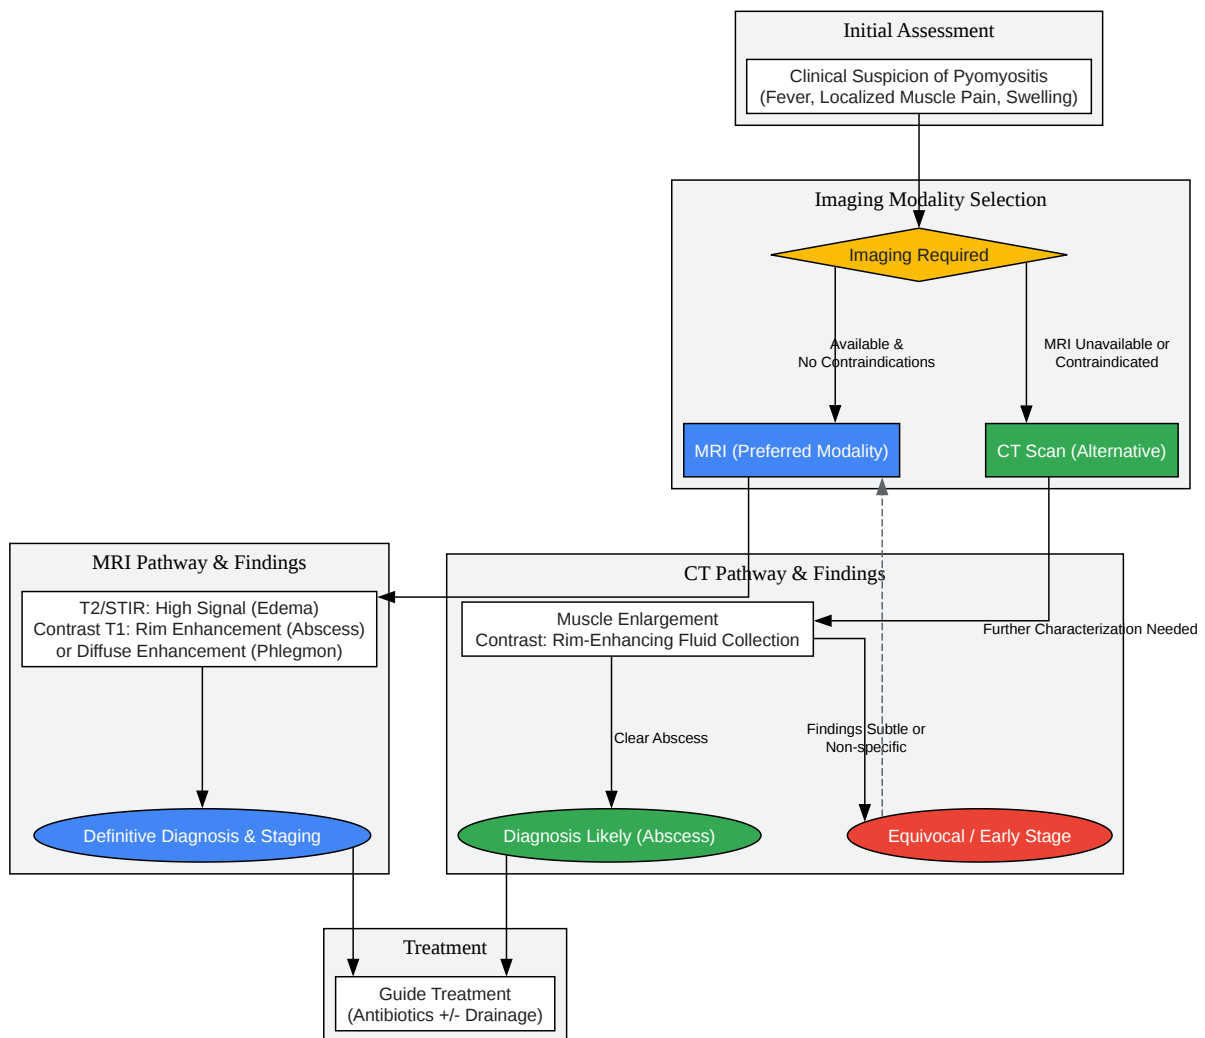 Initial Assessment
Clinical Suspicion of Pyomyositis
(Fever, Localized Muscle Pain, Swelling)
Imaging Modality Selection
Imaging Required
Available &
No Contraindications
MRI Unavailable or
Contraindicated
MRI (Preferred Modality)
CT Scan (Alternative)
MRI Pathway & Findings
T2/STIR: High Signal (Edema)
Contrast T1: Rim Enhancement (Abscess)
or Diffuse Enhancement (Phlegmon)
Definitive Diagnosis & Staging
CT Pathway & Findings
Muscle Enlargement
Contrast: Rim-Enhancing Fluid Collection
Further Characterization Needed
Clear Abscess
Findings Subtle or
Non-specific
Diagnosis Likely (Abscess)
Equivocal / Early Stage
Treatment
Guide Treatment
(Antibiotics +/- Drainage)